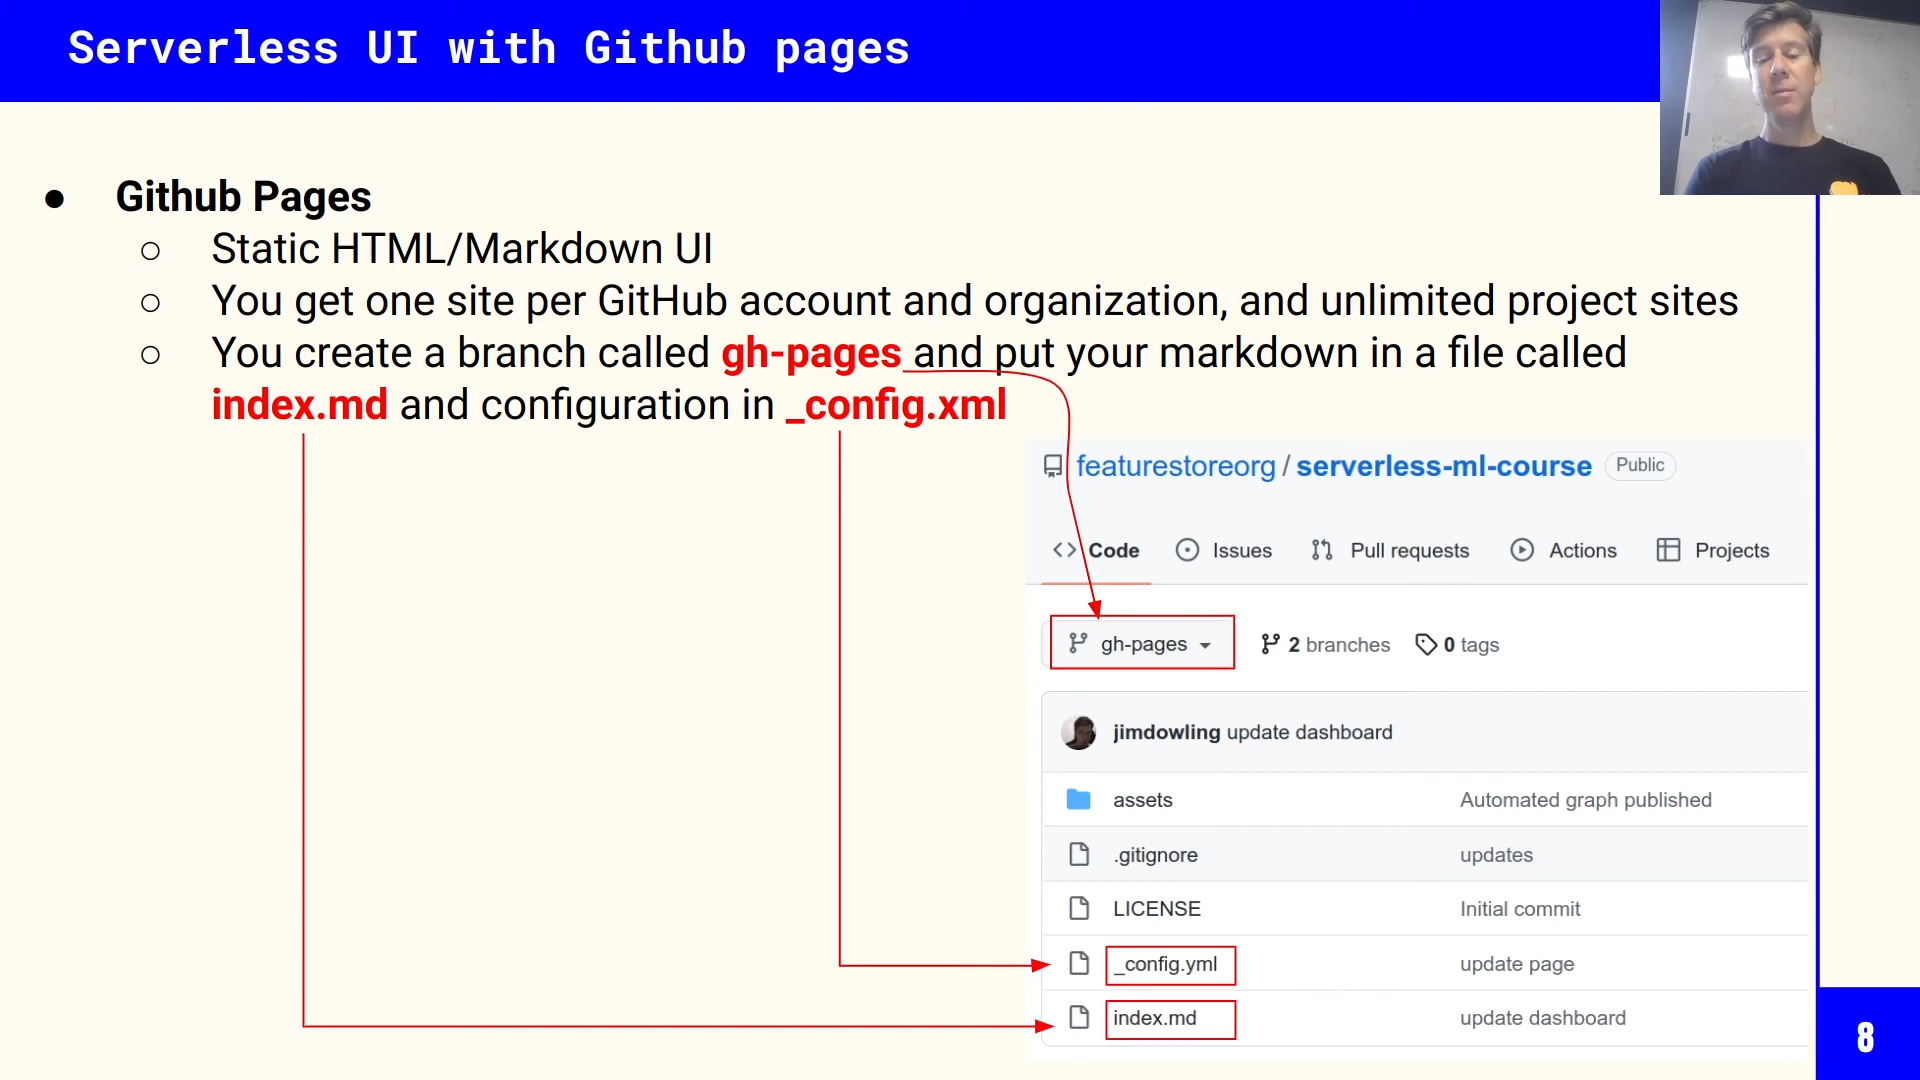 Serverless UI with Github pages
● Github Pages
○ Static HTML/Markdown UI
○ You get one site per GitHub account and organization, and unlimited project sites
○ You create a branch called gh-pages and put your markdown in a file called
index.md and configuration in _config.xml
featurestoreorg / serverless-ml-course Public
Code Issues Pull requests Actions Projects
gh-pages 2 branches 0 tags
jimdowling update dashboard
assets Automated graph published
.gitignore updates
LICENSE Initial commit
_config.yml update page
index.md update dashboard
8